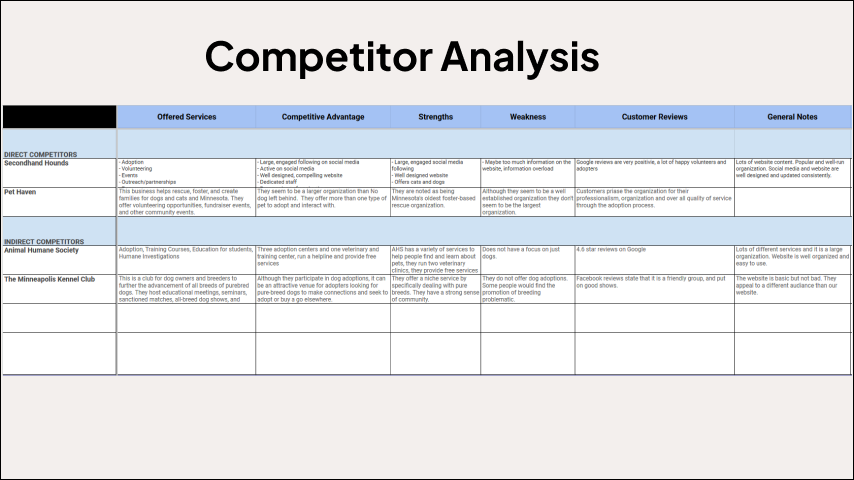 Competitor Analysis
Offered Services
Competitive Advantage
Strengths
Weakness
Customer Reviews
General Notes
DIRECT COMPETITORS
Secondhand Hounds
- Adoption
- Volunteering
- Events
- Outreach/partnerships
- Large, engaged following on social media
- Active on social media
- Well designed, compelling website
- Dedicated staff
- Large, engaged social media
following
- Well designed website
- Offers cats and dogs
- Maybe too much information on the
website, information overload
Google reviews are very positive, a lot of happy volunteers and
adopters
Lots of website content. Popular and well-run
organization. Social media and website are
well designed and updated consistently.
Pet Haven
This business helps rescue, foster, and create
families for dogs and cats and Minnesota. They
offer volunteering opportunities, fundraiser events,
and other community events.
They seem to be a larger organization than No
dog left behind. They offer more than one type of
pet to adopt and interact with.
They are noted as being
Minnesota's oldest foster-based
rescue organization.
Although they seem to be a well
established organization they don't
seem to be the largest
organization.
Customers phrase the organization for their
professionalism, organization and over all quality of service
through the adoption process.
INDIRECT COMPETITORS
Animal Humane Society
Adoption, Training Courses, Education for students,
Humane Investigations
Three adoption centers and one veterinary and
training center, run a helpline and provide free
services
AHS has a variety of services to
help people find and learn about
pets, they run two veterinary
clinics, they provide free services
Does not have a focus on just
dogs.
4.6 star reviews on Google
Lots of different services and it is a large
organization. Website is well organized and
easy to use.
The Minneapolis Kennel Club
This is a club for dog owners and breeders to
further the advancement of all breeds of purebred
dogs. They host educational meetings, seminars,
sanctioned matches, all-breed dog shows, and
Although they participate in dog adoptions, it can
be an attractive venue for adopters looking for
pure-breed dogs to make connections and seek to
adopt or buy a go elsewhere.
They offer a niche service
specifically dealing with pure
breeds. They have a strong sense
of community.
They do not offer dog adoptions.
Some people would find the
promotion of breeding
problematic.
Facebook reviews state that it is a friendly group, and put
on good shows.
The website is basic but not bad. They
appeal to a different audience than our
website.